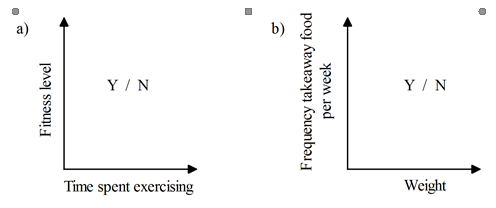 a)
Fitness level
Y / N
Time spent exercising
b)
Frequency takeaway food
per week
Y / N
Weight